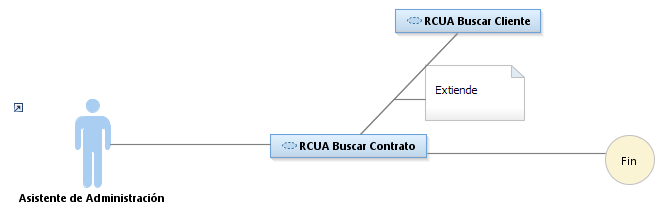 RCUA Buscar Cliente
Extiende
RCUA Buscar Contrato
Fin
Asistente de Administración